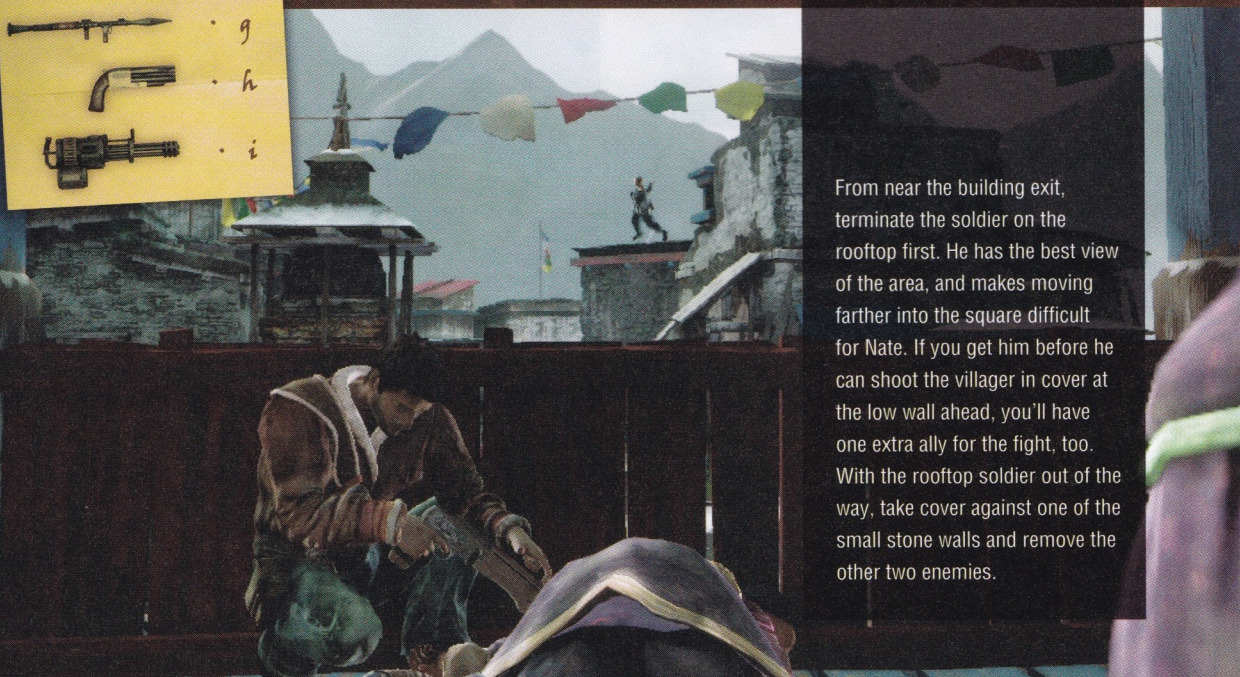 · g
· h
· i
From near the building exit,
terminate the soldier on the
rooftop first. He has the best view
of the area, and makes moving
farther into the square difficult
for Nate. If you get him before he
can shoot the villager in cover at
the low wall ahead, you'll have
one extra ally for the fight, too.
With the rooftop soldier out of the
way, take cover against one of the
small stone walls and remove the
other two enemies.